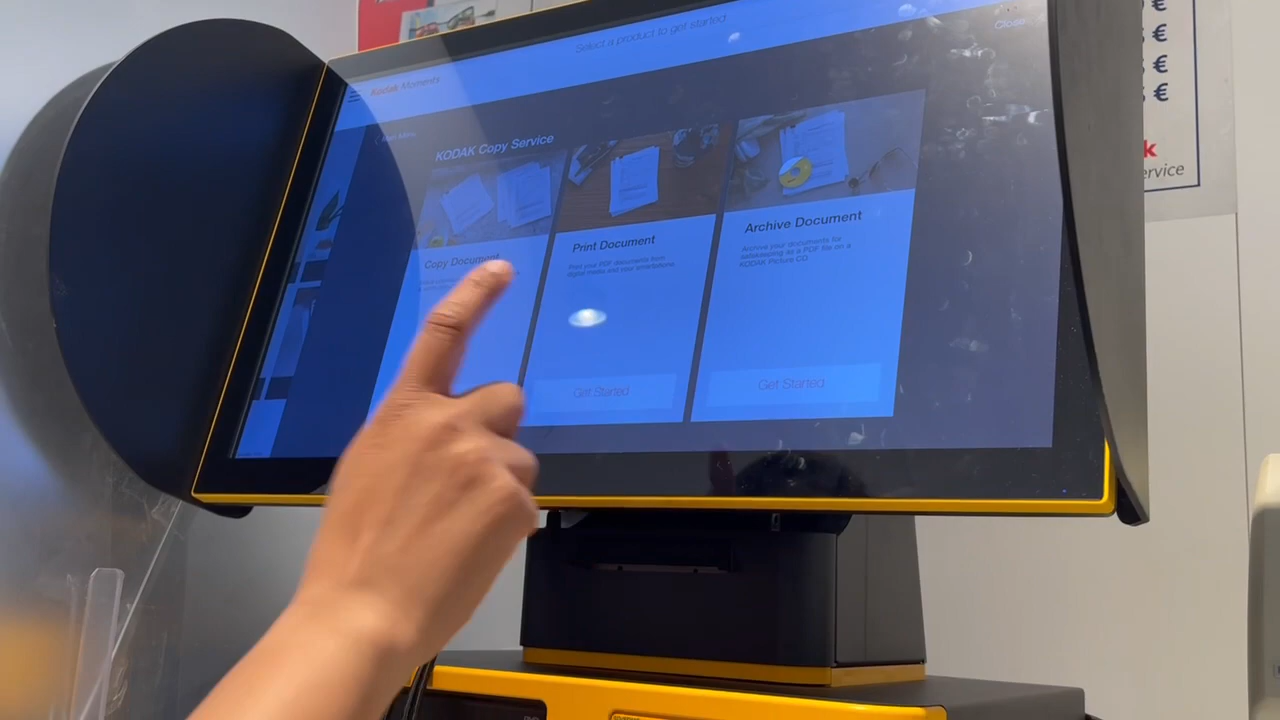 Select a product to get started
Close
Kodak Moments
Main Menu
KODAK Copy Service
Copy Document
Print Document
Print your PDF documents from
digital media and your smartphone.
Archive Document
Archive your documents for
safekeeping as a PDF file on a
KODAK Picture CD
Get Started
Get Started
€
€
€
€
k
ervice